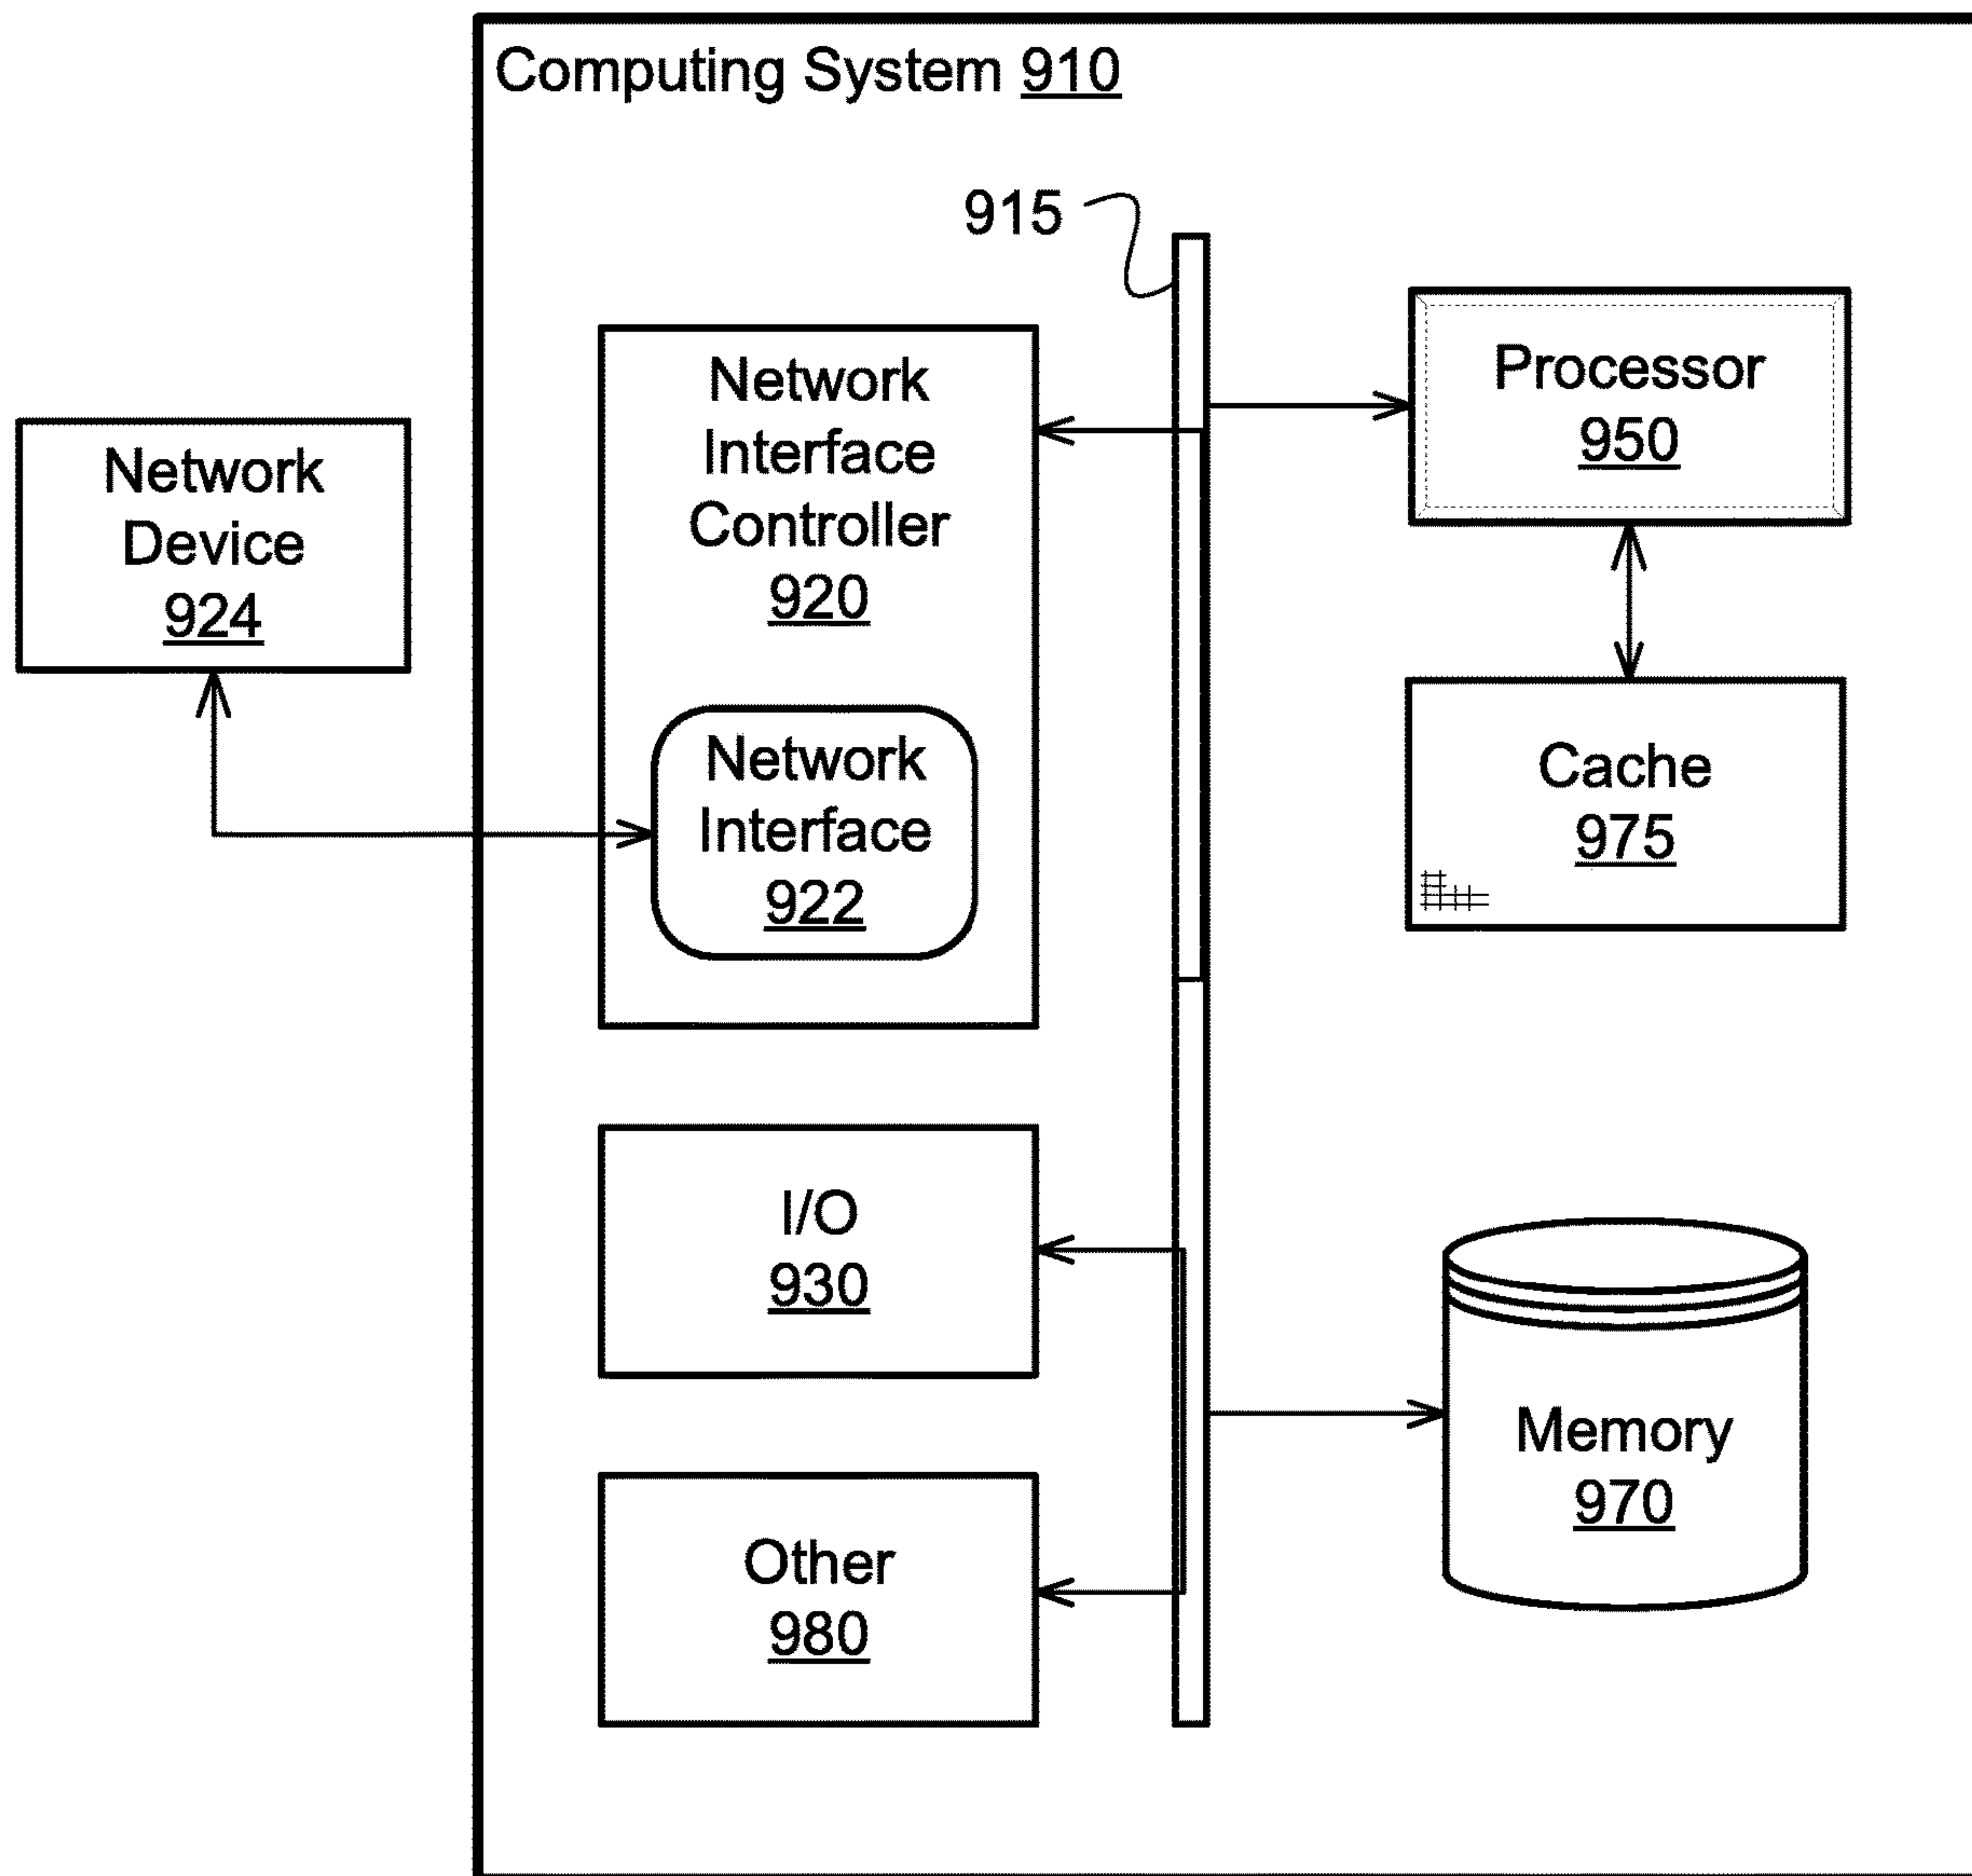 Computing System 910
915
Network
Interface
Controller
920
Processor
950
Network
Device
924
Network
Interface
922
Cache
975
I/O
930
Memory
970
Other
980